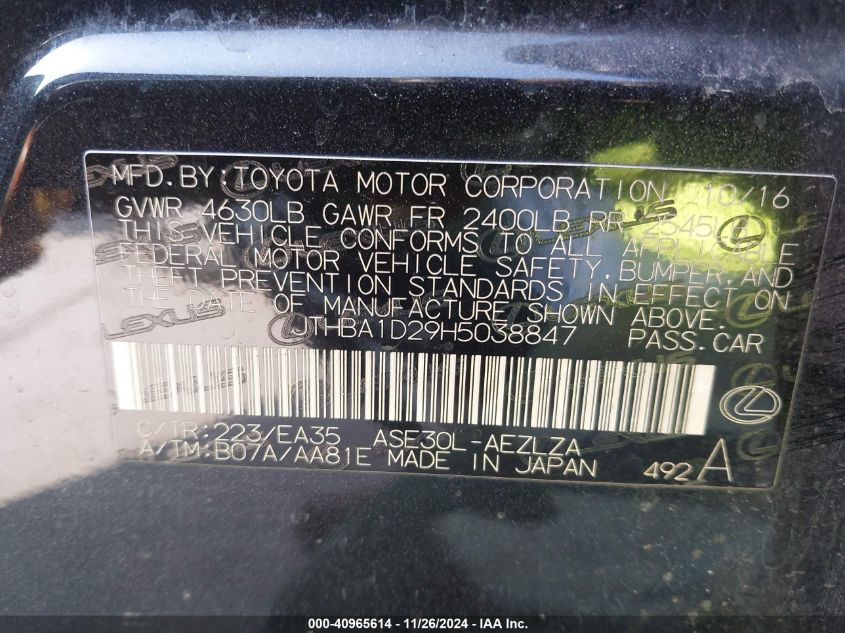 MFD.BY: TOYOTA MOTOR CORPORATION 10/16
GVWR 4630LB GAWR FR 2400LB RR 2545LB
THIS VEHICLE CONFORMS TO ALL APPLICABLE
FEDERAL MOTOR VEHICLE SAFETY, BUMPER, AND
THEFT PREVENTION STANDARDS IN EFFECT ON
THE DATE OF MANUFACTURE SHOWN ABOVE.
JTHBA1D29H5038847 PASS.CAR
C/TR:223/EA35 ASE30L-AEZLZA
A/TM:B07A/AA81E MADE IN JAPAN 492 A
LEXUS
000-40965614 - 11/26/2024 - IAA Inc.